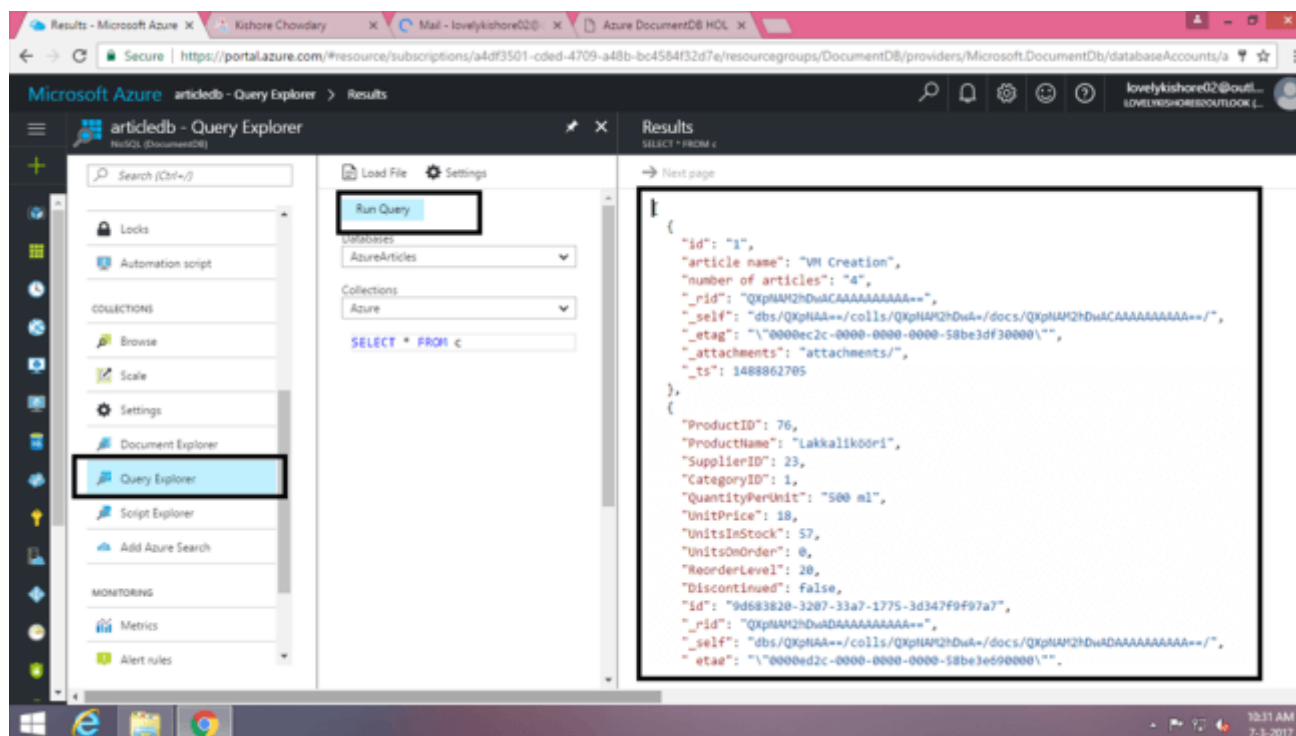 Results - Microsoft Azure
Kishore Chowdary
Mail - lovelykishore02@
Azure DocumentDB HOL
Secure | https://portal.azure.com/#resource/subscriptions/a4df3501-cded-4709-a48b-bc4584f32d7e/resourcegroups/DocumentDB/providers/Microsoft.DocumentDb/databaseAccounts/a
Microsoft Azure articledb - Query Explorer > Results
lovelykishore02@outl...
LOVELYKISHORE02OUTLOOK (...
articledb - Query Explorer
NoSQL (DocumentDB)
Search (Ctrl+/)
Locks
Automation script
COLLECTIONS
Browse
Scale
Settings
Document Explorer
Query Explorer
Script Explorer
Add Azure Search
MONITORING
Metrics
Alert rules
Load File Settings
Run Query
Databases
AzureArticles
Collections
Azure
SELECT * FROM c
Results
SELECT * FROM c
Next page
[
{
"id": "1",
"article name": "VM Creation",
"number of articles": "4",
"_rid": "QXpNAM2hDwACAAAAAAAAAA==",
"_self": "dbs/QXpNAA==/colls/QXpNAM2hDwA=/docs/QXpNAM2hDwACAAAAAAAAAA==/",
"_etag": "\"0000ec2c-0000-0000-0000-58be3df30000\"",
"_attachments": "attachments/",
"_ts": 1488862705
},
{
"ProductID": 76,
"ProductName": "Lakkalikööri",
"SupplierID": 23,
"CategoryID": 1,
"QuantityPerUnit": "500 ml",
"UnitPrice": 18,
"UnitsInStock": 57,
"UnitsOnOrder": 0,
"ReorderLevel": 20,
"Discontinued": false,
"id": "9d683820-3207-33a7-1775-3d347f9f97a7",
"_rid": "QXpNAM2hDwADAAAAAAAAAA==",
"_self": "dbs/QXpNAA==/colls/QXpNAM2hDwA=/docs/QXpNAM2hDwADAAAAAAAAAA==/",
"_etag": "\"0000ed2c-0000-0000-0000-58be3e690000\"",
10:31 AM
7-3-2017